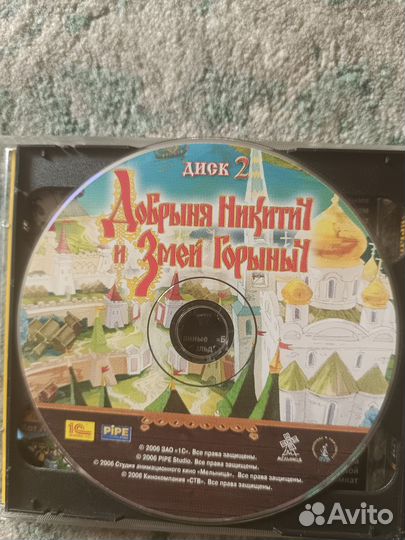 ДИСК 2
Добрыня Никитич
и Змей Горыныч
1С
PiPE
МЕЛЬНИЦА
© 2006 ЗАО «1С». Все права защищены.
© 2006 PIPE Studio. Все права защищены.
© 2006 Студия анимационного кино «Мельница». Все права защищены.
© 2006 Кинокомпания «СТВ». Все права защищены.
Avito